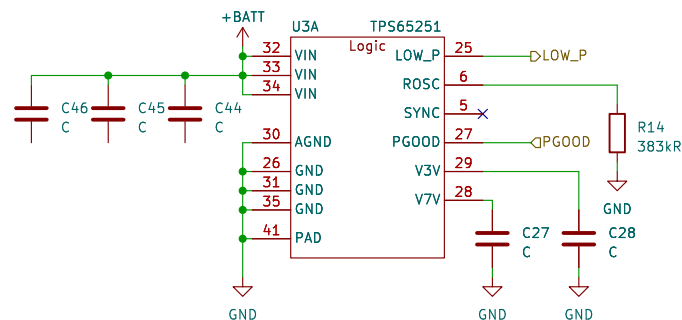 +BATT
U3A TPS65251
Logic
32 VIN
33 VIN
34 VIN
30 AGND
26 GND
31 GND
35 GND
41 PAD
LOW_P 25 LOW_P
ROSC 6
SYNC 5
PGOOD 27 PGOOD
V3V 29
V7V 28
C46
C
C45
C
C44
C
R14
383kR
GND
C27
C
C28
C
GND
GND
GND